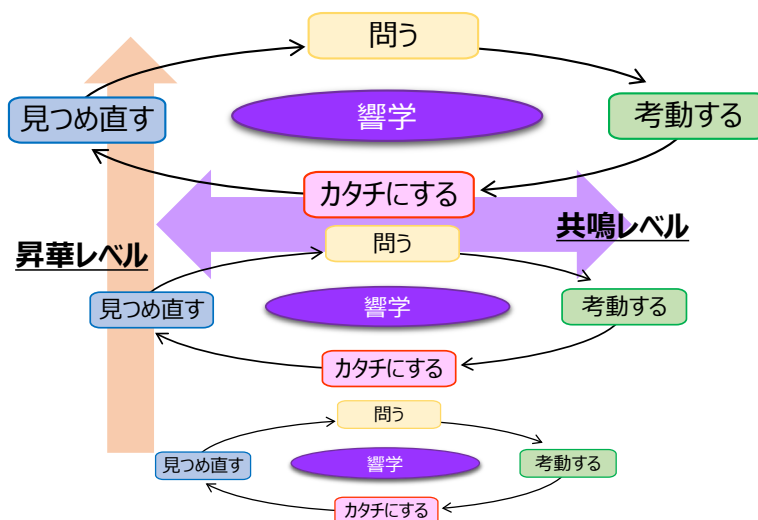 問う
見つめ直す
響学
考動する
カタチにする
昇華レベル
共鳴レベル
問う
見つめ直す
響学
考動する
カタチにする
問う
見つめ直す
響学
考動する
カタチにする